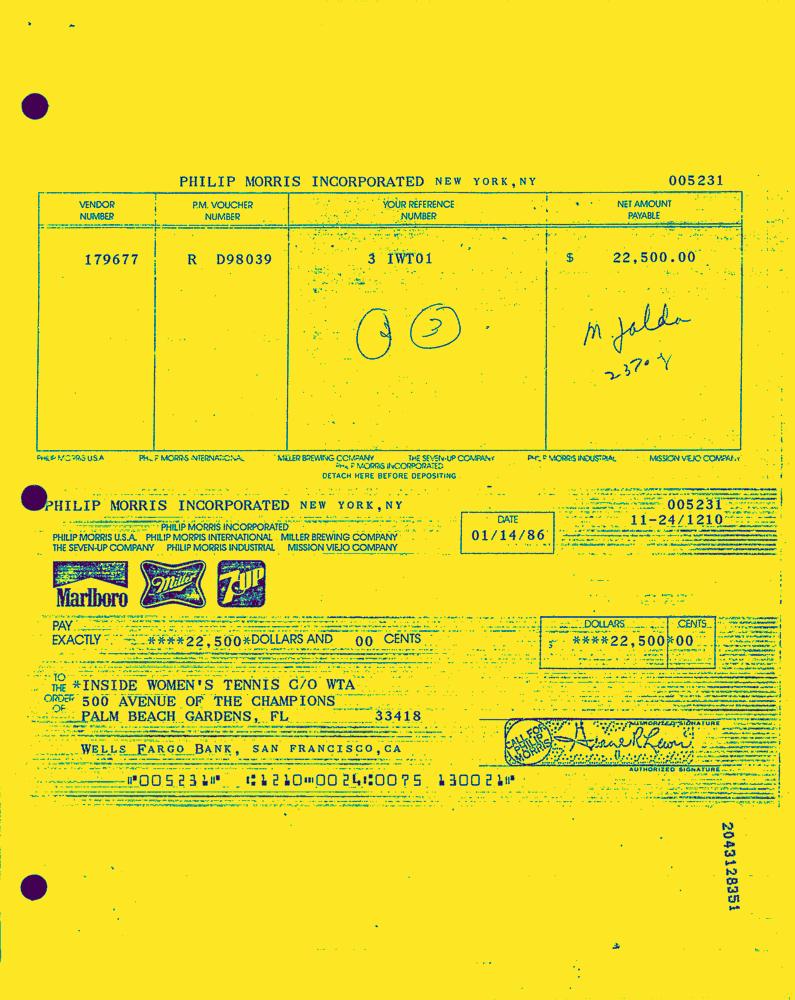 PHILIP MORRIS INCORPORATED NEW YORK, NY 005231
VENDOR NUMBER P.M. VOUCHER NUMBER YOUR REFERENCE NUMBER NET AMOUNT PAYABLE
179677 R D98039 3 IWT01 $ 22,500.00
3
M
2370
PHILIP MORRIS U.S.A. PHILIP MORRIS INTERNATIONAL MILLER BREWING COMPANY THE SEVEN-UP COMPANY PHILIP MORRIS INDUSTRIAL MISSION VIEJO COMPANY
PHILIP MORRIS INCORPORATED
DETACH HERE BEFORE DEPOSITING
PHILIP MORRIS INCORPORATED NEW YORK, NY 005231
11-24/1210
PHILIP MORRIS INCORPORATED
PHILIP MORRIS U.S.A. PHILIP MORRIS INTERNATIONAL MILLER BREWING COMPANY
THE SEVEN-UP COMPANY PHILIP MORRIS INDUSTRIAL MISSION VIEJO COMPANY
DATE
01/14/86
Marlboro Miller 7UP
PAY EXACTLY ****22,500*DOLLARS AND 00 CENTS
DOLLARS CENTS
$ ****22,500*00
TO THE ORDER OF
*INSIDE WOMEN'S TENNIS C/O WTA
500 AVENUE OF THE CHAMPIONS
PALM BEACH GARDENS, FL 33418
WELLS FARGO BANK, SAN FRANCISCO, CA
CALL FOR PHILIP MORRIS
AUTHORIZED SIGNATURE
AUTHORIZED SIGNATURE
⑈005231⑈ ⑆1210⑉0024⑆0075 130021⑈
2043128351